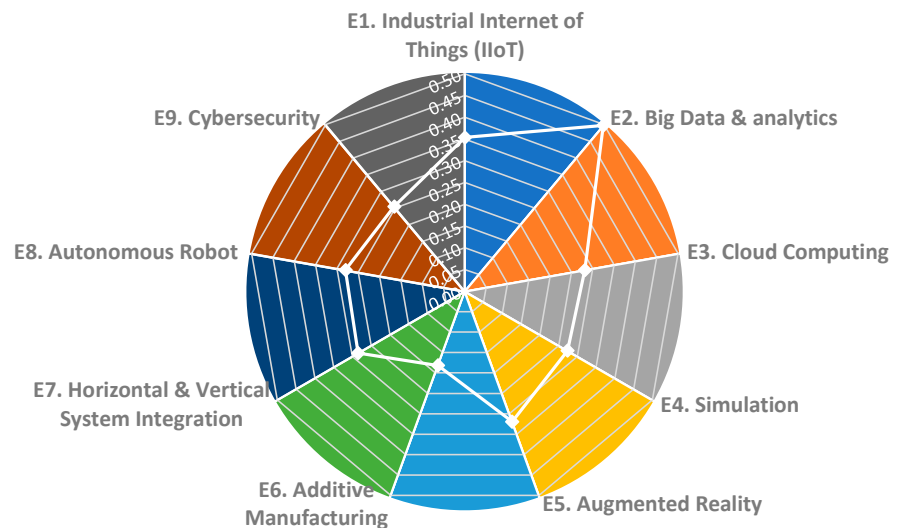 E1. Industrial Internet of
Things (IIoT)
E2. Big Data & analytics
E3. Cloud Computing
E4. Simulation
E5. Augmented Reality
E6. Additive
Manufacturing
E7. Horizontal & Vertical
System Integration
E8. Autonomous Robot
E9. Cybersecurity
0.50
0.45
0.40
0.35
0.30
0.25
0.20
0.15
0.10
0.05
0.00